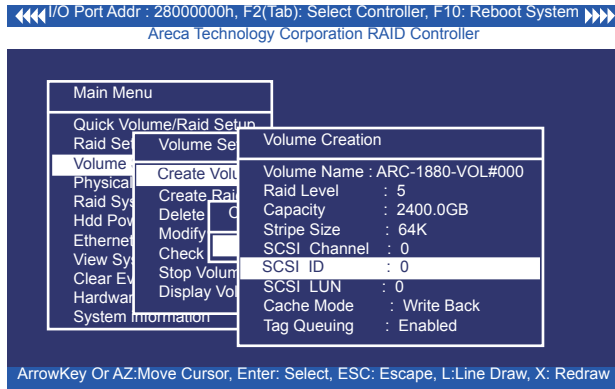 I/O Port Addr : 28000000h, F2(Tab): Select Controller, F10: Reboot System
Areca Technology Corporation RAID Controller
Main Menu
Quick Volume/Raid Setup
Raid Se
Volume
Physical
Raid Sy
Hdd Pow
Ethernet
View Sy
Clear Ev
Hardwar
System Information
Volume Se
Create Volu
Create Rai
Delete
Modify
Check
Stop Volum
Display Vol
C
Volume Creation
Volume Name : ARC-1880-VOL#000
Raid Level : 5
Capacity : 2400.0GB
Stripe Size : 64K
SCSI Channel : 0
SCSI ID : 0
SCSI LUN : 0
Cache Mode : Write Back
Tag Queuing : Enabled
ArrowKey Or AZ:Move Cursor, Enter: Select, ESC: Escape, L:Line Draw, X: Redraw